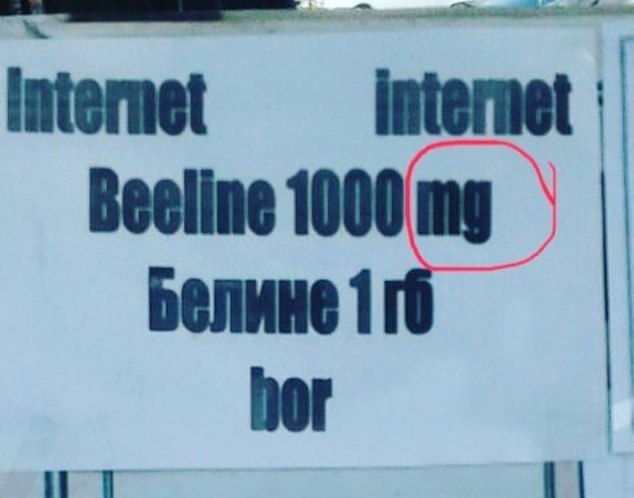 Internet internet
Beeline 1000 mg
Белине 1 гб
bor